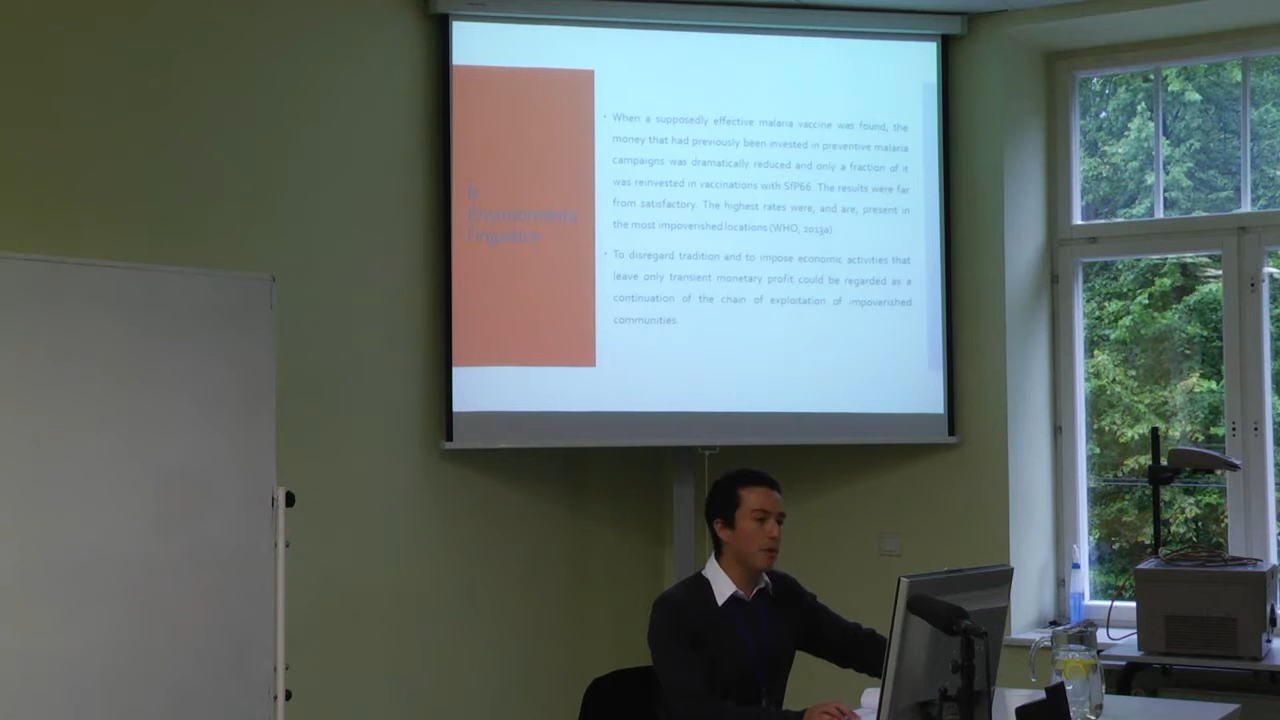 When a supposedly effective malaria vaccine was found, the
money that had previously been invested in preventive malaria
campaigns was dramatically reduced and only a fraction of it
was reinvested in vaccinations with SfP66. The results were far
from satisfactory. The highest rates were, and are, present in
the most impoverished locations (WHO, 2013a)
To disregard tradition and to impose economic activities that
leave only transient monetary profit could be regarded as a
continuation of the chain of exploitation of impoverished
communities.